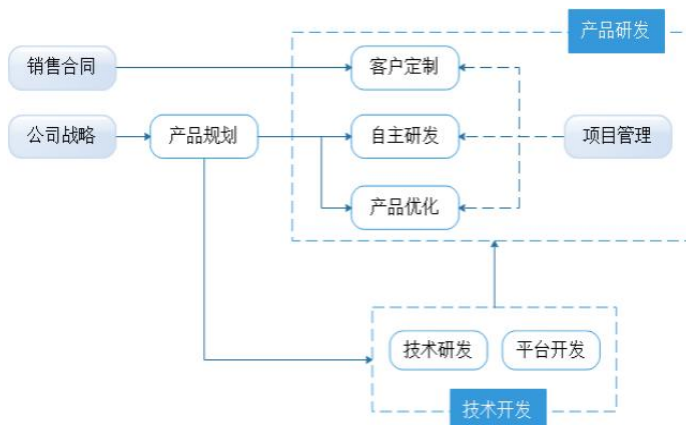 产品研发
销售合同
客户定制
公司战略
产品规划
自主研发
项目管理
产品优化
技术研发
平台开发
技术开发